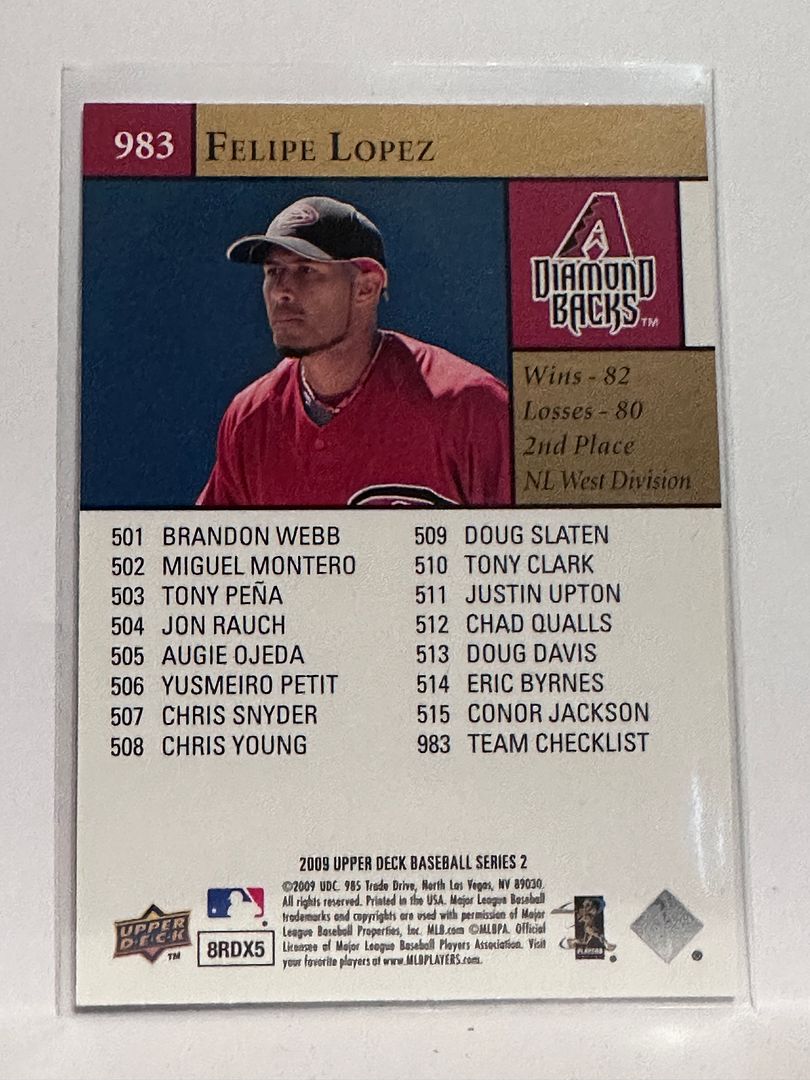 983 FELIPE LOPEZ
DIAMOND
BACKS TM
Wins - 82
Losses - 80
2nd Place
NL West Division
501 BRANDON WEBB
502 MIGUEL MONTERO
503 TONY PEÑA
504 JON RAUCH
505 AUGIE OJEDA
506 YUSMEIRO PETIT
507 CHRIS SNYDER
508 CHRIS YOUNG
509 DOUG SLATEN
510 TONY CLARK
511 JUSTIN UPTON
512 CHAD QUALLS
513 DOUG DAVIS
514 ERIC BYRNES
515 CONOR JACKSON
983 TEAM CHECKLIST
2009 UPPER DECK BASEBALL SERIES 2
©2009 UDC. 985 Trade Drive, North Las Vegas, NV 89030.
All rights reserved. Printed in the USA. Major League Baseball
trademarks and copyrights are used with permission of Major
League Baseball Properties, Inc. MLB.com ©MLBPA. Official
Licensee of Major League Baseball Players Association. Visit
your favorite players at www.MLBPLAYERS.com.
UPPER
DECK TM
8RDX5
PLAYERS